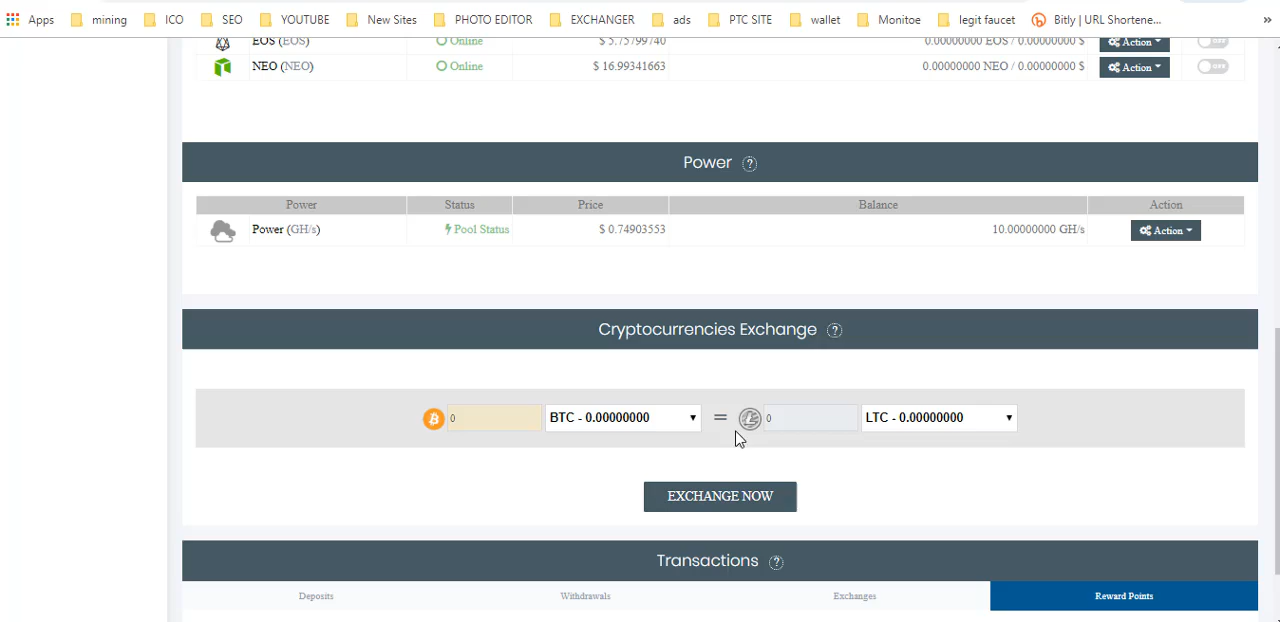 Apps mining ICO SEO YOUTUBE New Sites PHOTO EDITOR EXCHANGER ads PTC SITE wallet Monitoe legit faucet Bitly | URL Shortene... »
EOS (EOS) Online $ 5.75799740 0.00000000 EOS / 0.00000000 $ Action OFF
NEO (NEO) Online $ 16.99341663 0.00000000 NEO / 0.00000000 $ Action OFF
Power ?
Power Status Price Balance Action
Power (GH/s) Pool Status $ 0.74903553 10.00000000 GH/s Action
Cryptocurrencies Exchange ?
0 BTC - 0.00000000 = 0 LTC - 0.00000000
EXCHANGE NOW
Transactions ?
Deposits Withdrawals Exchanges Reward Points